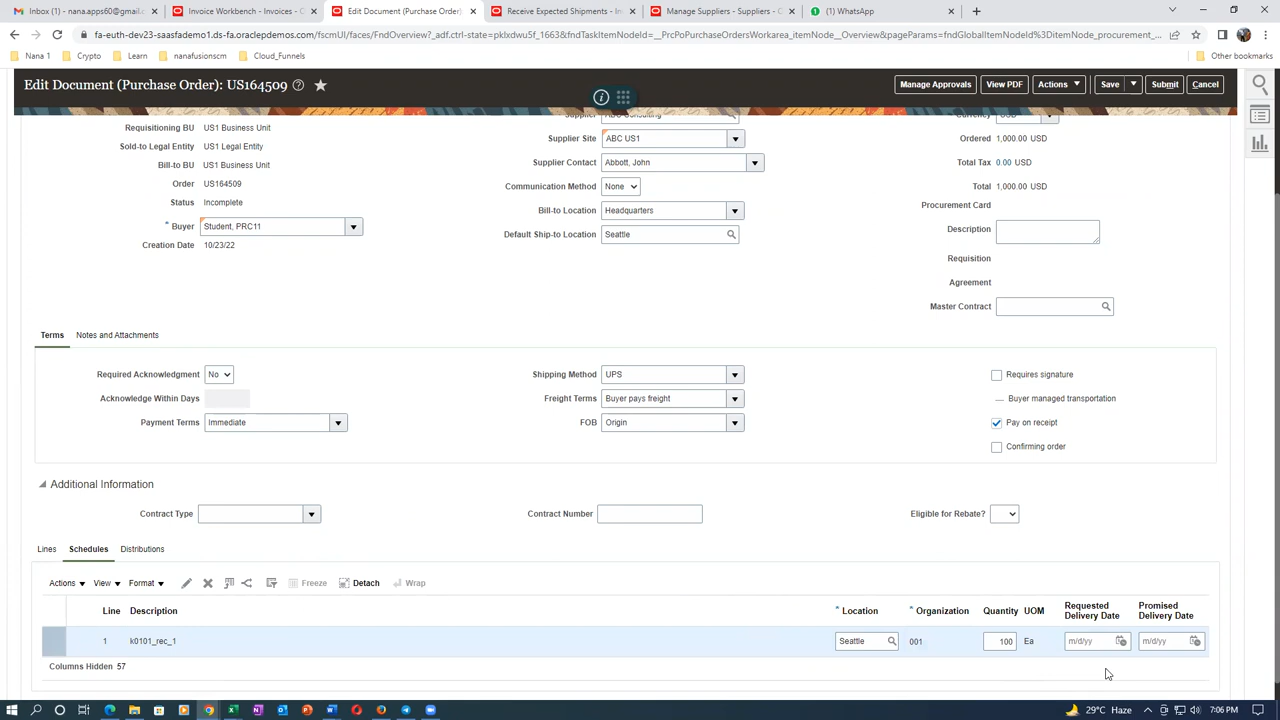 nana.apps60@gmail.com
Invoice Workbench - Invoices - O
Edit Document (Purchase Order)
Receive Expected Shipments - Inv
Manage Suppliers - Suppliers - O
(1) WhatsApp
fa-euth-dev23-saasfademo1.ds-fa.oraclepdemos.com/fscmUI/faces/FndOverview?_adf.ctrl-state=pklxdwu5f_1663&fndTaskItemNodeId=__PrcPoPurchaseOrdersWorkarea_itemNode__Overview&pageParams=fndGlobalItemNodeId%3DitemNode_procurement_...
Nana 1
Crypto
Learn
nanafusionscm
Cloud_Fusion
Other bookmarks
Edit Document (Purchase Order): US164509
Manage Approvals
View PDF
Actions
Save
Submit
Cancel
Requisitioning BU US1 Business Unit
Sold-to Legal Entity US1 Legal Entity
Bill-to BU US1 Business Unit
Order US164509
Status Incomplete
* Buyer Student, PRC11
Creation Date 10/23/22
Supplier ABC Consulting
Supplier Site ABC US1
Supplier Contact Abbott, John
Communication Method None
Bill-to Location Headquarters
Default Ship-to Location Seattle
Currency USD
Ordered 1,000.00 USD
Total Tax 0.00 USD
Total 1,000.00 USD
Procurement Card
Description
Requisition
Agreement
Master Contract
Terms
Notes and Attachments
Required Acknowledgment No
Acknowledge Within Days
Payment Terms Immediate
Shipping Method UPS
Freight Terms Buyer pays freight
FOB Origin
Requires signature
Buyer managed transportation
Pay on receipt
Confirming order
Additional Information
Contract Type
Contract Number
Eligible for Rebate?
Lines
Schedules
Distributions
Actions
View
Format
Freeze
Detach
Wrap
Line Description * Location * Organization Quantity UOM Requested Delivery Date Promised Delivery Date
1 k0101_rec_1 Seattle 001 100 Ea m/d/yy m/d/yy
Columns Hidden 57
29°C Haze
7:06 PM